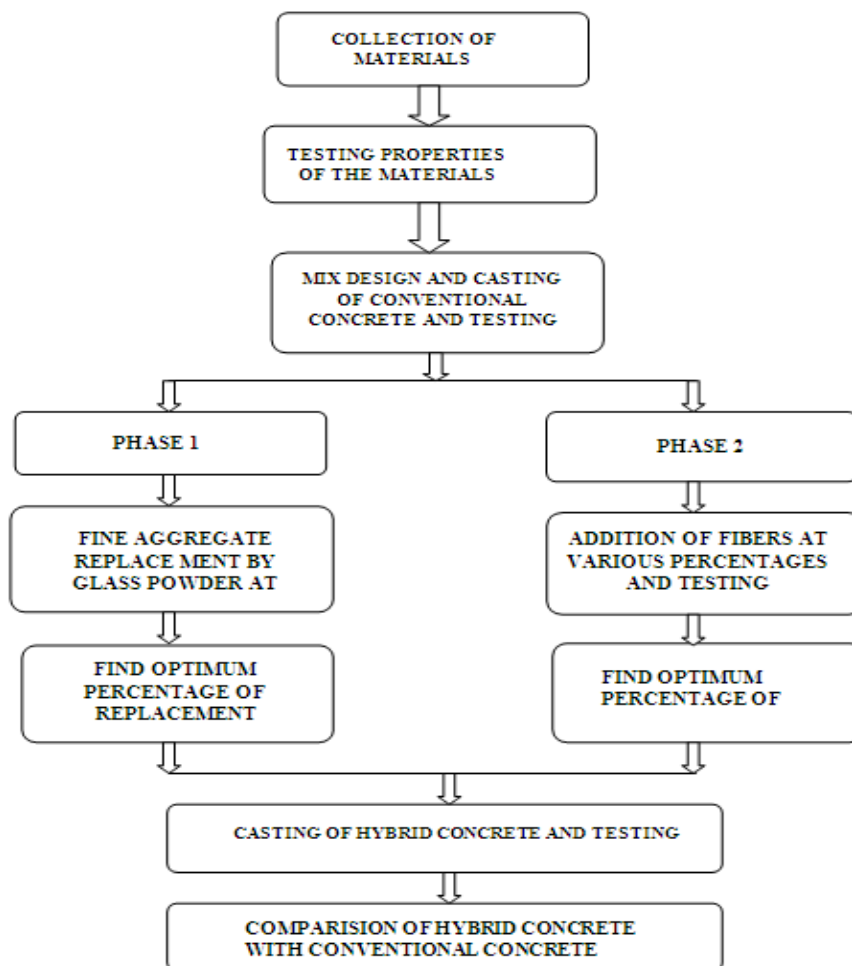 COLLECTION OF
MATERIALS
TESTING PROPERTIES
OF THE MATERIALS
MIX DESIGN AND CASTING
OF CONVENTIONAL
CONCRETE AND TESTING
PHASE 1
FINE AGGREGATE
REPLACE MENT BY
GLASS POWDER AT
FIND OPTIMUM
PERCENTAGE OF
REPLACEMENT
PHASE 2
ADDITION OF FIBERS AT
VARIOUS PERCENTAGES
AND TESTING
FIND OPTIMUM
PERCENTAGE OF
CASTING OF HYBRID CONCRETE AND TESTING
COMPARISION OF HYBRID CONCRETE
WITH CONVENTIONAL CONCRETE